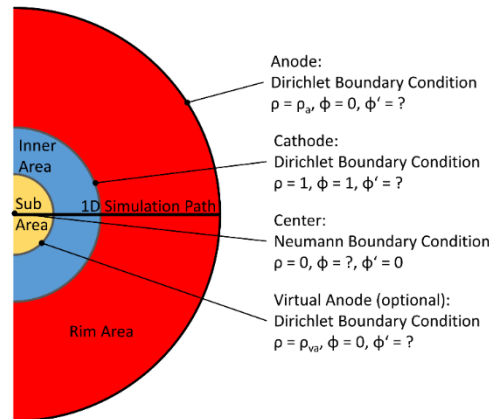 Anode:
Dirichlet Boundary Condition
ρ = ρₐ, ϕ = 0, ϕ‘ = ?
Cathode:
Dirichlet Boundary Condition
ρ = 1, ϕ = 1, ϕ‘ = ?
Center:
Neumann Boundary Condition
ρ = 0, ϕ = ?, ϕ‘ = 0
Virtual Anode (optional):
Dirichlet Boundary Condition
ρ = ρva, ϕ = 0, ϕ‘ = ?
Inner
Area
Sub
Area
1D Simulation Path
Rim Area